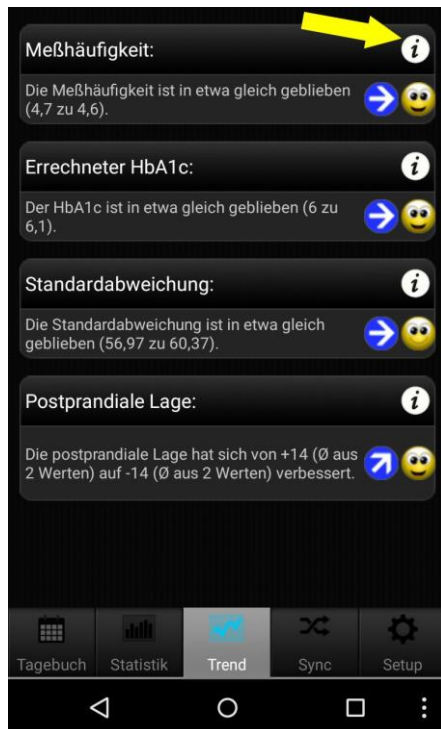 Meßhäufigkeit:
i
Die Meßhäufigkeit ist in etwa gleich geblieben
(4,7 zu 4,6).
Errechneter HbA1c:
i
Der HbA1c ist in etwa gleich geblieben (6 zu
6,1).
Standardabweichung:
i
Die Standardabweichung ist in etwa gleich
geblieben (56,97 zu 60,37).
Postprandiale Lage:
i
Die postprandiale Lage hat sich von +14 (Ø aus
2 Werten) auf -14 (Ø aus 2 Werten) verbessert.
Tagebuch Statistik Trend Sync Setup